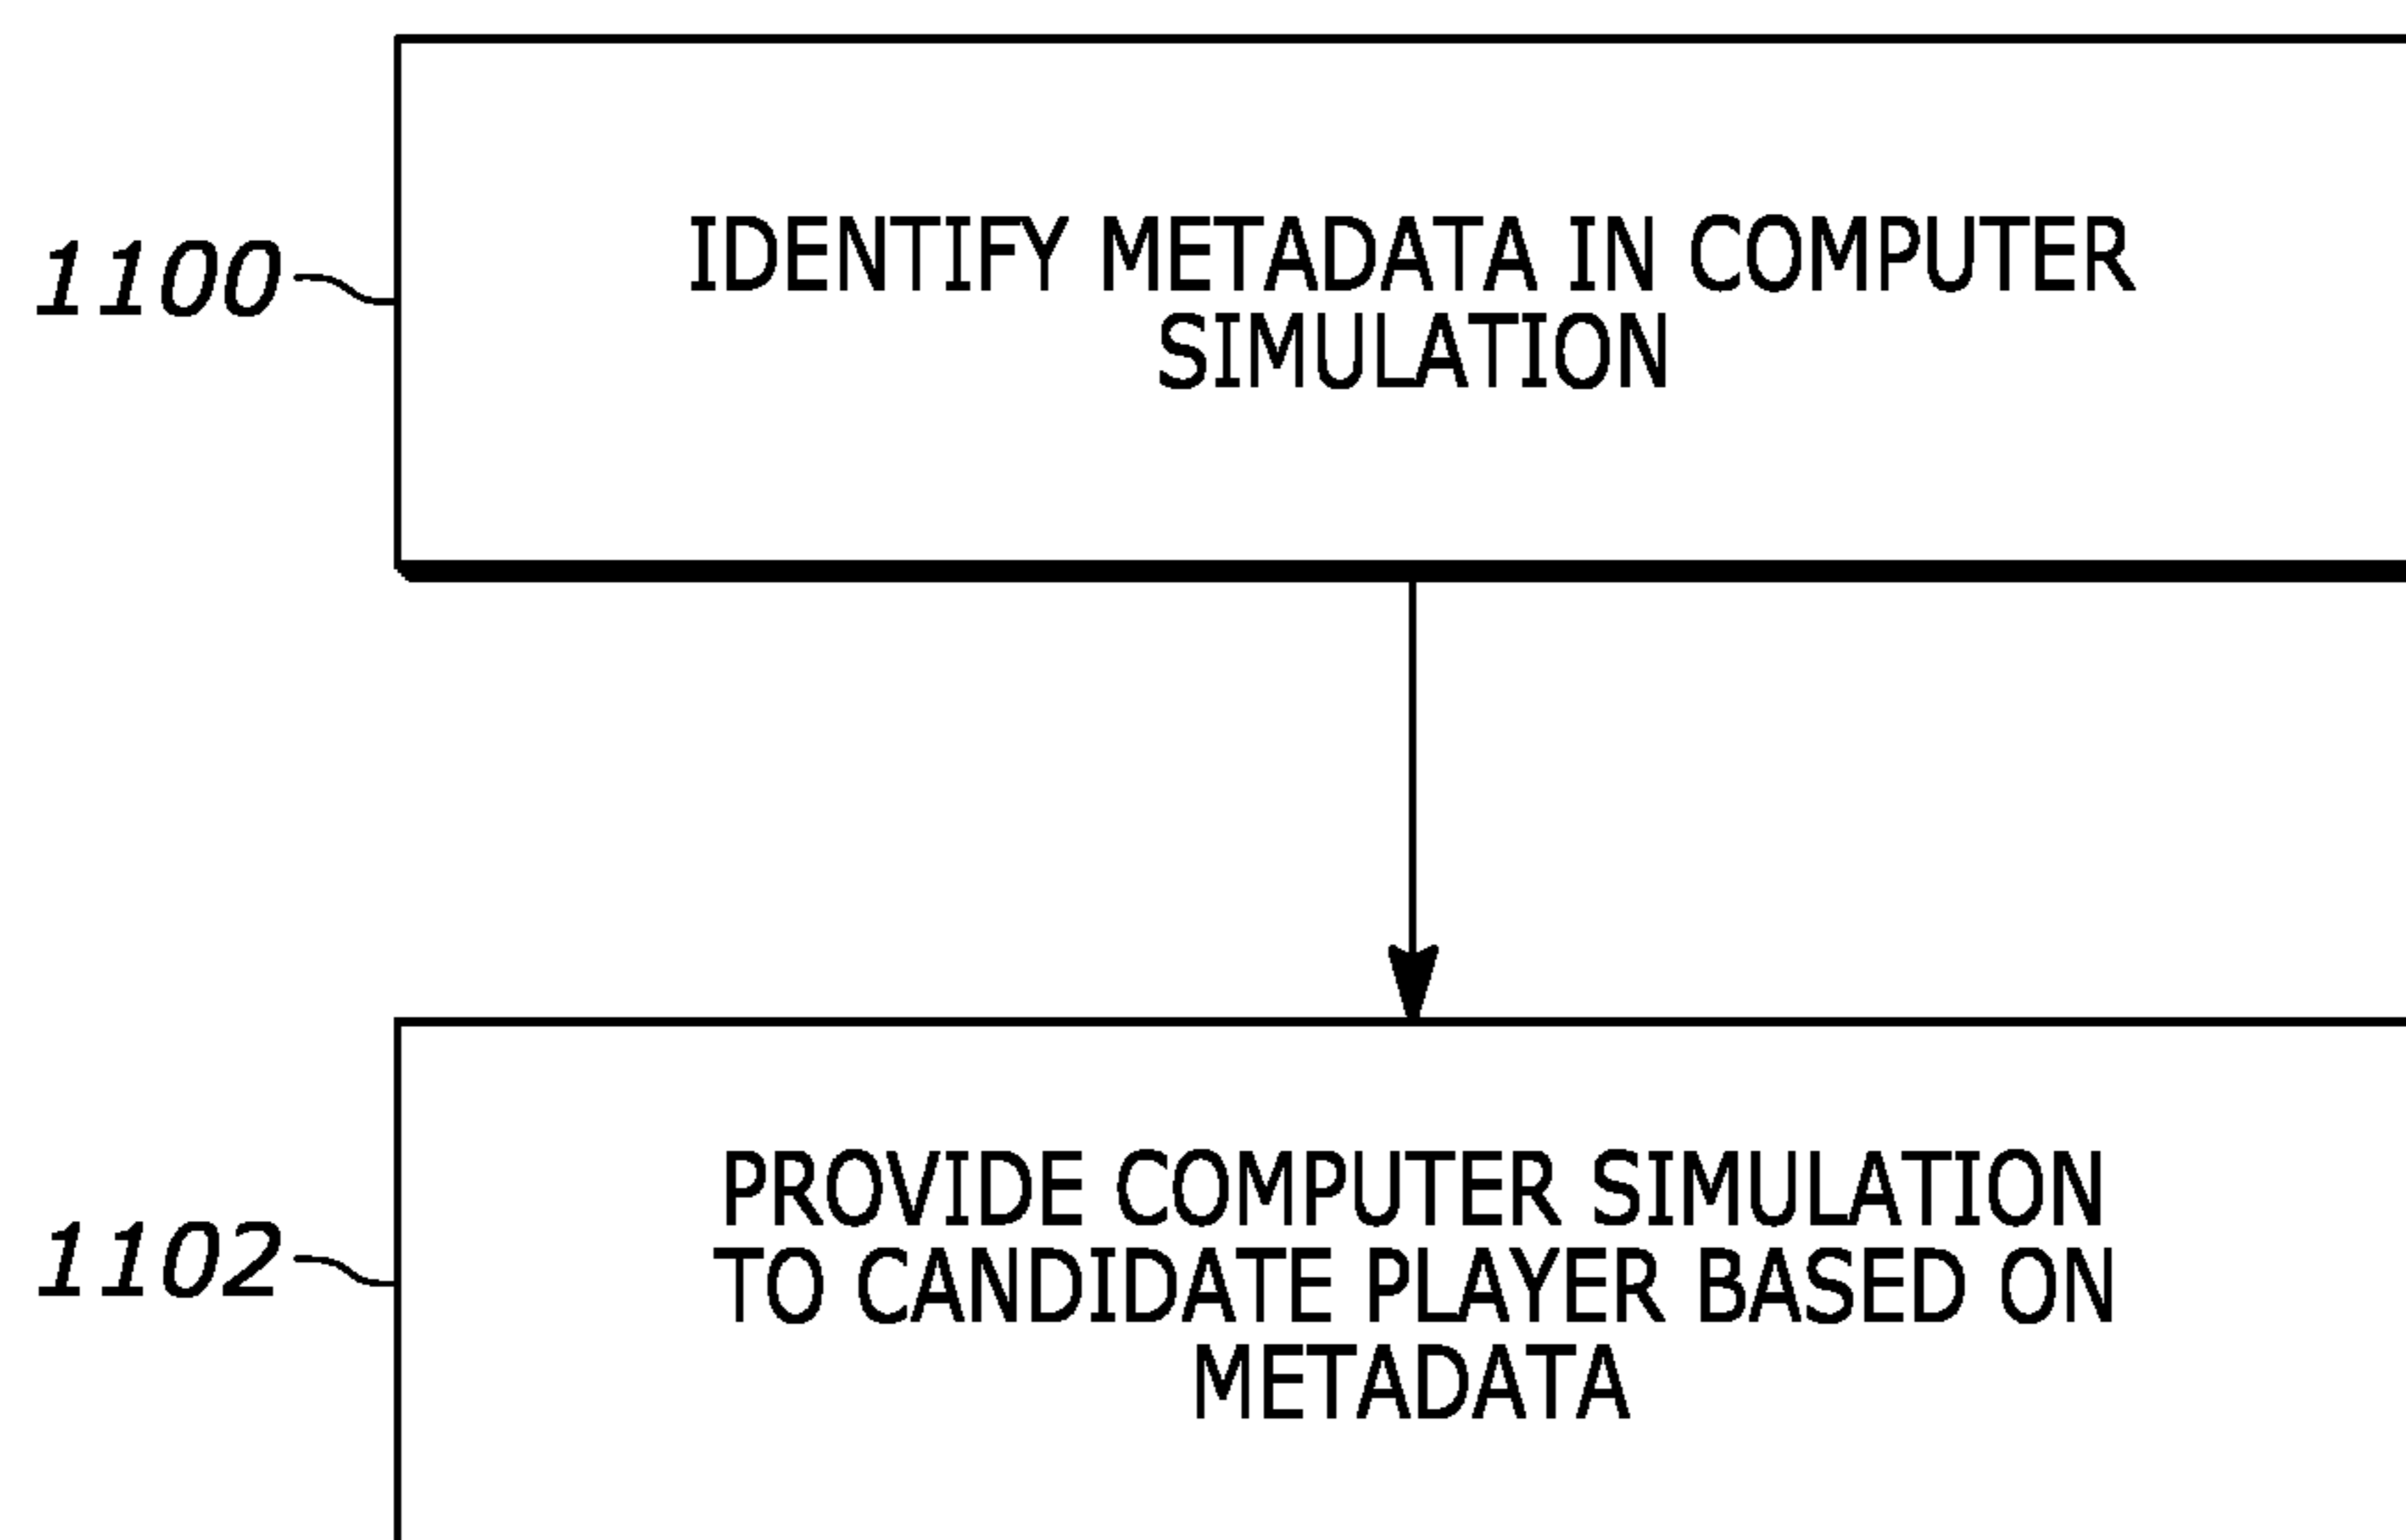 1100
IDENTIFY METADATA IN COMPUTER
SIMULATION
1102
PROVIDE COMPUTER SIMULATION
TO CANDIDATE PLAYER BASED ON
METADATA